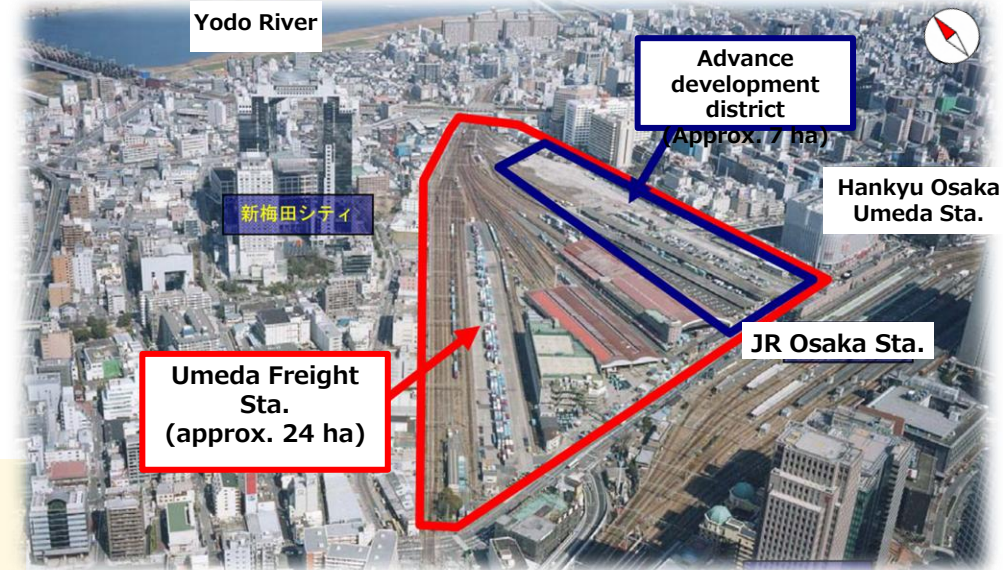 Yodo River
Advance
development
district
(Approx. 7 ha)
Hankyu Osaka
Umeda Sta.
新梅田シティ
JR Osaka Sta.
Umeda Freight
Sta.
(approx. 24 ha)